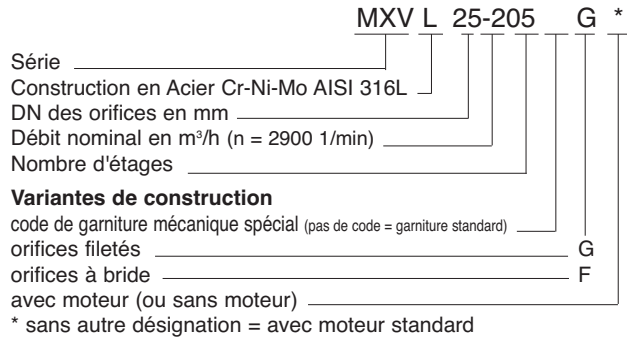 MXV L 25-205 G *
Série
Construction en Acier Cr-Ni-Mo AISI 316L
DN des orifices en mm
Débit nominal en m³/h (n = 2900 1/min)
Nombre d'étages
Variantes de construction
code de garniture mécanique spécial (pas de code = garniture standard)
orifices filetés G
orifices à bride F
avec moteur (ou sans moteur)
* sans autre désignation = avec moteur standard